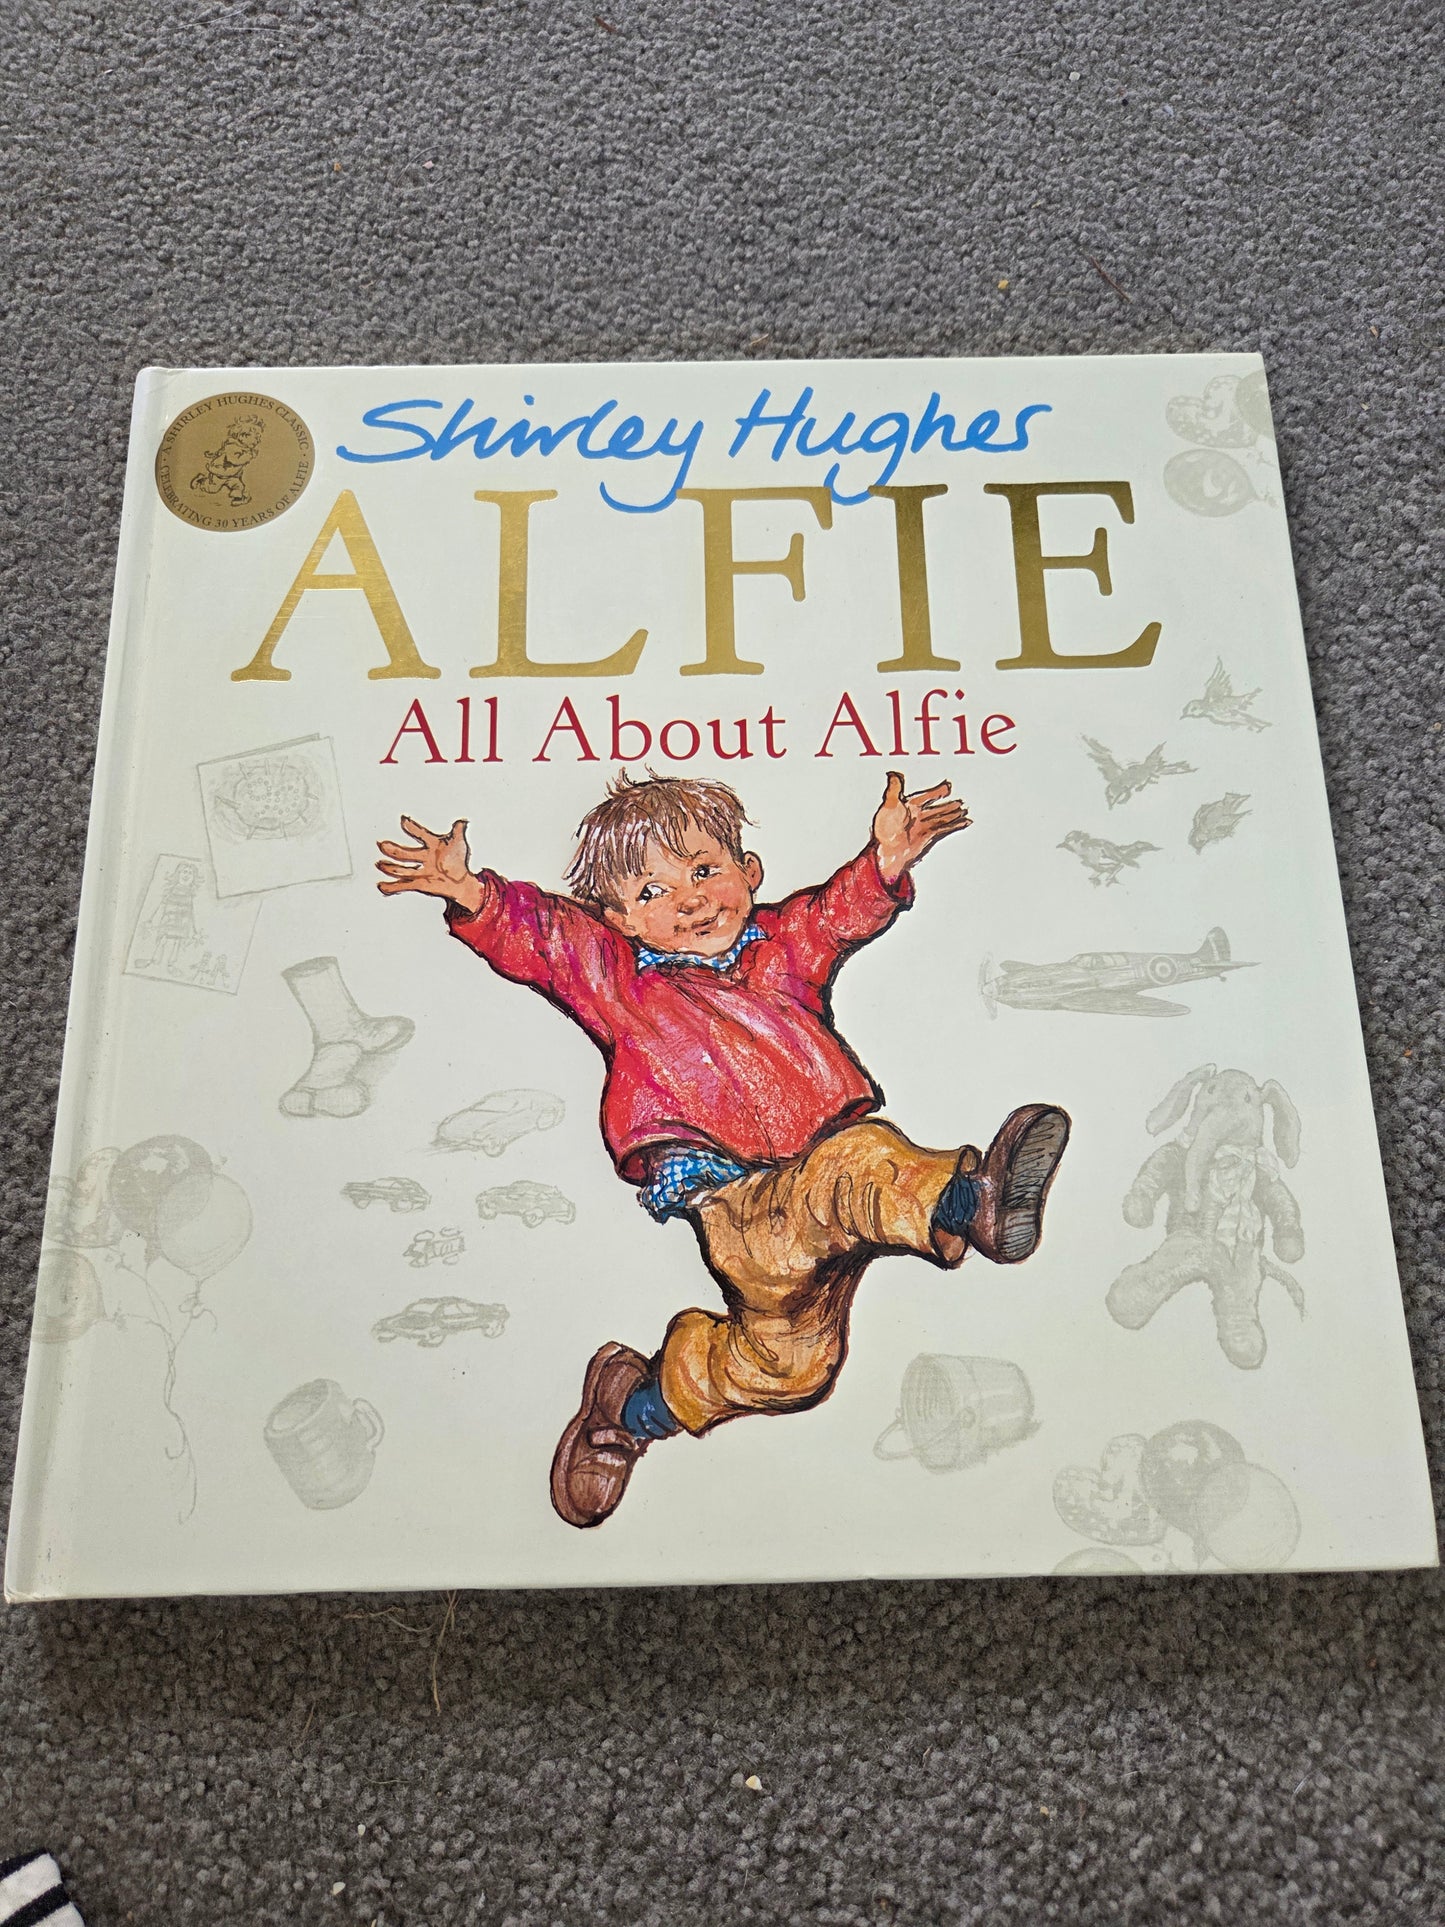 Shirley Hughes
ALFIE
All About Alfie
· A SHIRLEY HUGHES CLASSIC ·
CELEBRATING 30 YEARS OF ALFIE